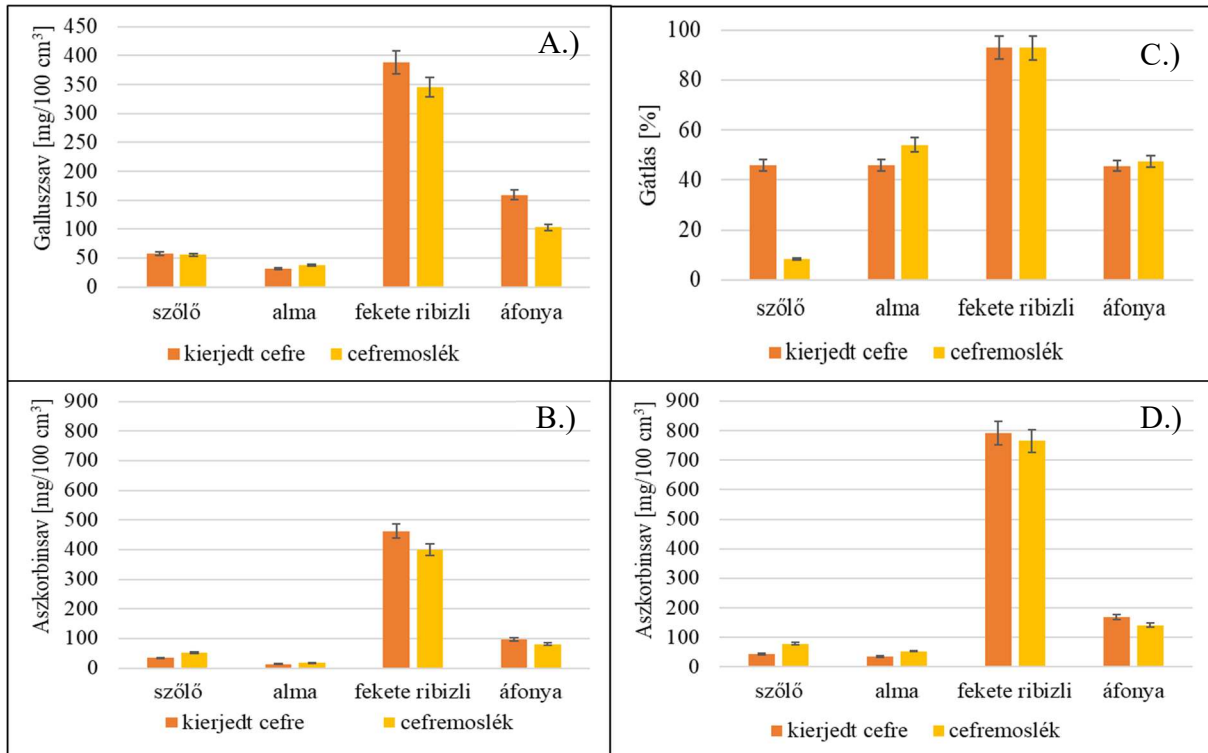 A.)
Galluszsav [mg/100 cm³]
450
400
350
300
250
200
150
100
50
0
szőlő alma fekete ribizli áfonya
kierjedt cefre cefremoslék
C.)
Gátlás [%]
100
80
60
40
20
0
szőlő alma fekete ribizli áfonya
kierjedt cefre cefremoslék
B.)
Aszkorbinsav [mg/100 cm³]
900
800
700
600
500
400
300
200
100
0
szőlő alma fekete ribizli áfonya
kierjedt cefre cefremoslék
D.)
Aszkorbinsav [mg/100 cm³]
900
800
700
600
500
400
300
200
100
0
szőlő alma fekete ribizli áfonya
kierjedt cefre cefremoslék